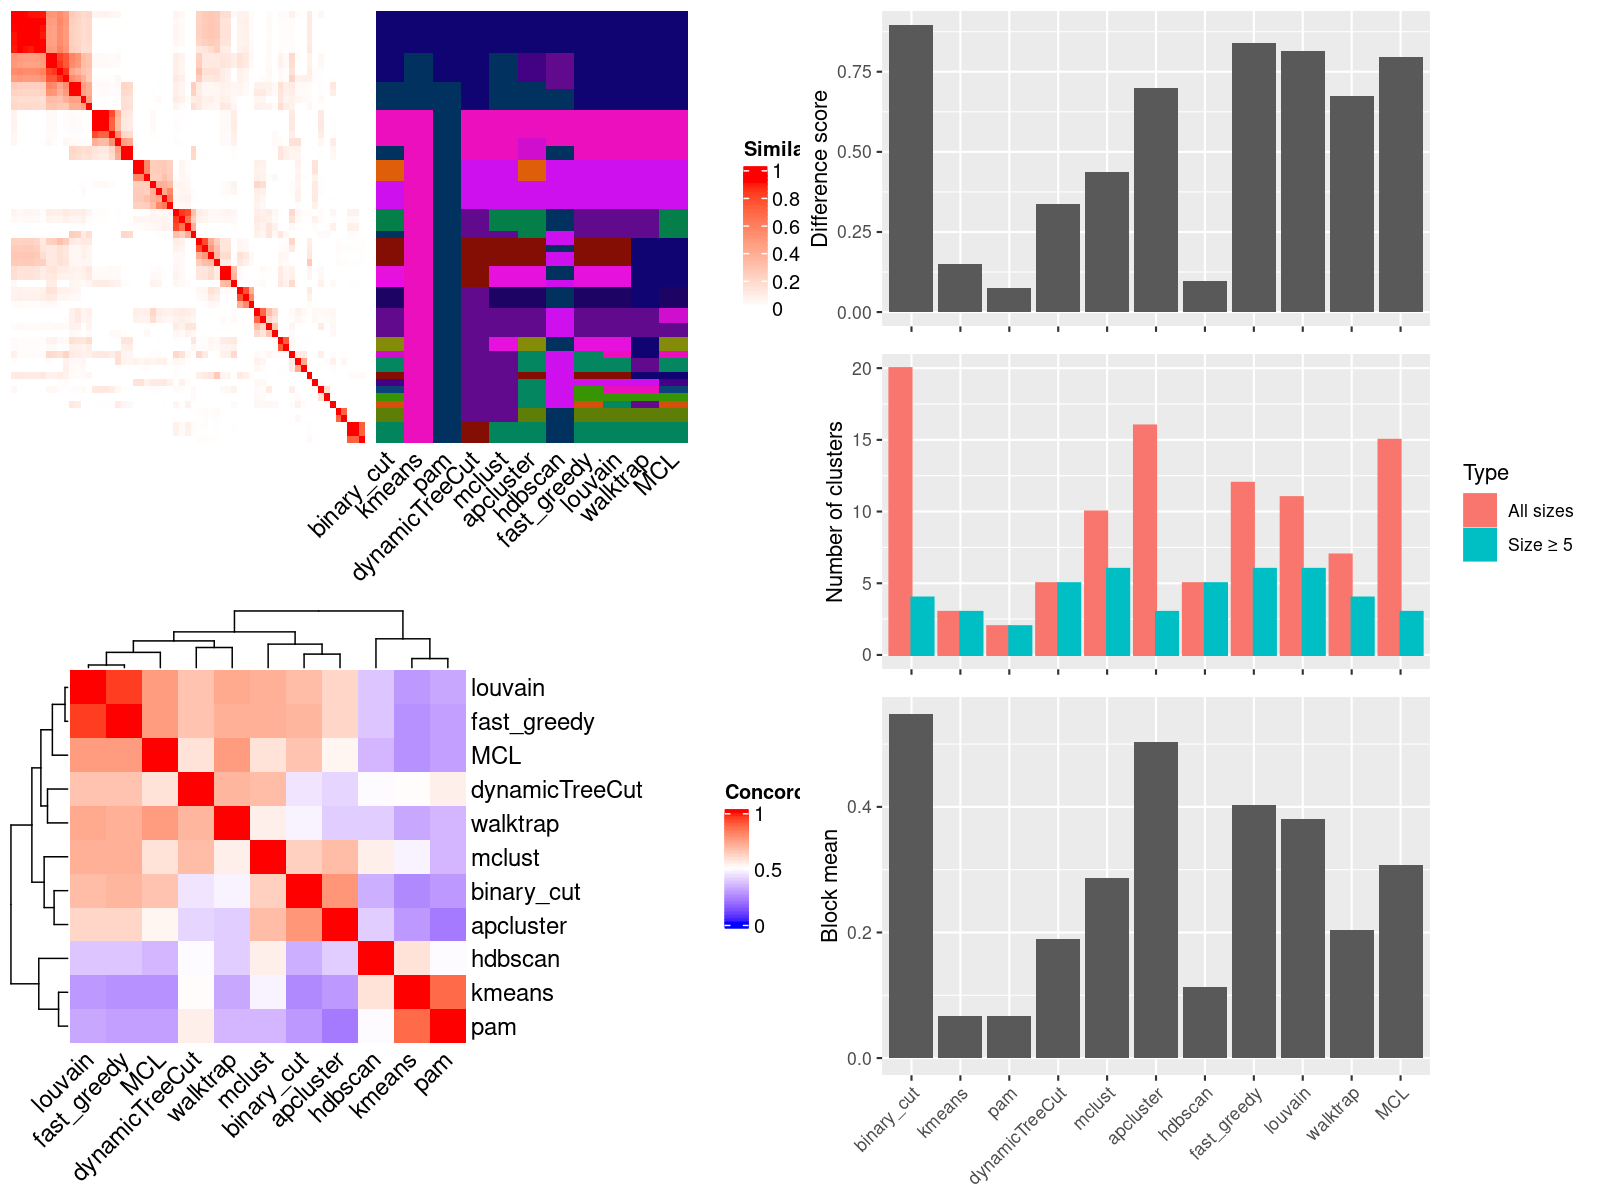 Simila
1
0.8
0.6
0.4
0.2
0
binary_cut
kmeans
pam
dynamicTreeCut
mclust
apcluster
hdbscan
fast_greedy
louvain
walktrap
MCL
louvain
fast_greedy
MCL
dynamicTreeCut
walktrap
mclust
binary_cut
apcluster
hdbscan
kmeans
pam
louvain
fast_greedy
MCL
dynamicTreeCut
walktrap
mclust
binary_cut
apcluster
hdbscan
kmeans
pam
Concord
1
0.5
0
Difference score
0.75
0.50
0.25
0.00
Number of clusters
20
15
10
5
0
Type
All sizes
Size ≥ 5
Block mean
0.4
0.2
0.0
binary_cut
kmeans
pam
dynamicTreeCut
mclust
apcluster
hdbscan
fast_greedy
louvain
walktrap
MCL